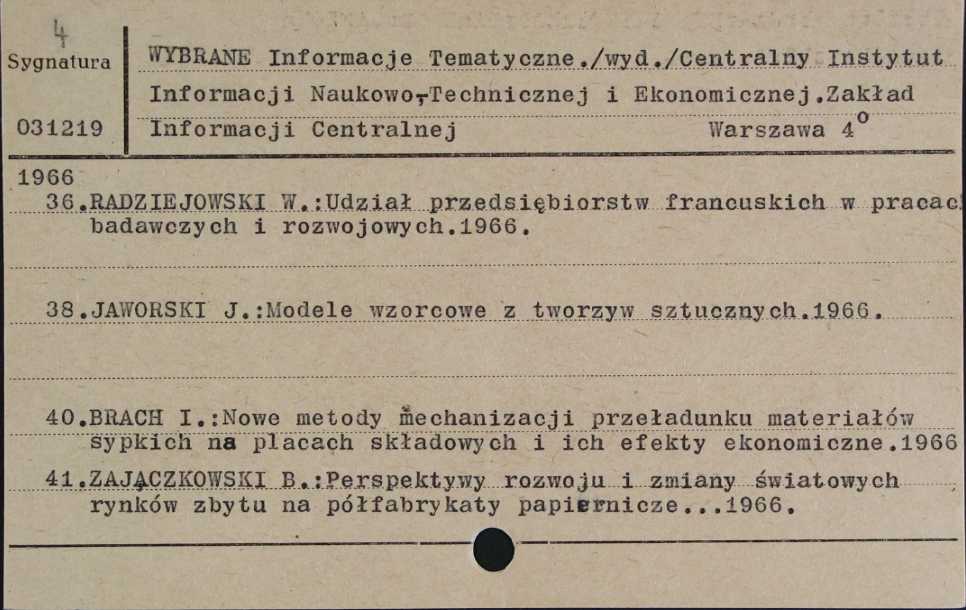 4
Sygnatura
031219
WYBRANE Informacje Tematyczne./wyd./Centralny Instytut
Informacji Naukowo-Technicznej i Ekonomicznej.Zakład
Informacji Centralnej Warszawa 4°
1966
36.RADZIEJOWSKI W.:Udział przedsiębiorstw francuskich w pracach
badawczych i rozwojowych.1966.
38.JAWORSKI J.:Modele wzorcowe z tworzyw sztucznych.1966.
40.BRACH I.:Nowe metody mechanizacji przeładunku materiałów
sypkich na placach składowych i ich efekty ekonomiczne.1966
41.ZAJĄCZKOWSKI B.:Perspektywy rozwoju i zmiany światowych
rynków zbytu na półfabrykaty papiernicze...1966.